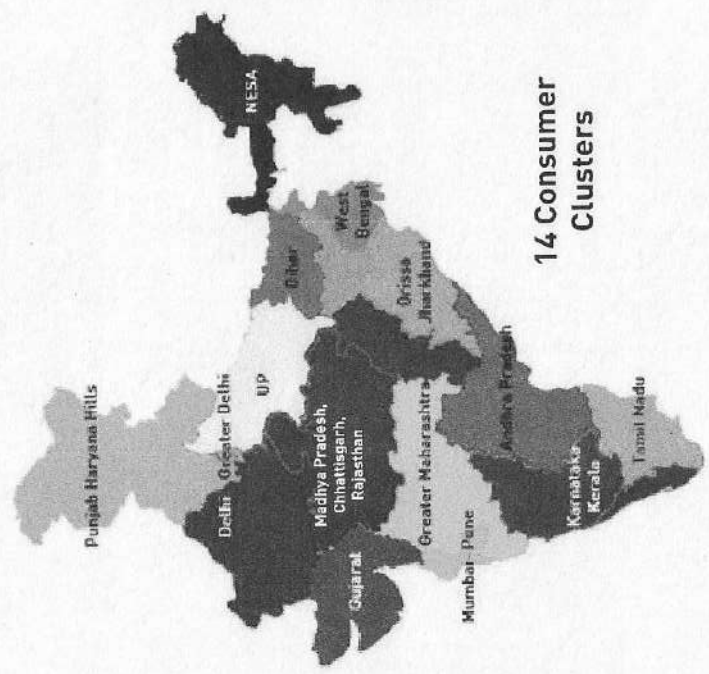 Punjab Haryana Hills
Delhi
Greater Delhi
UP
NESA
Bihar
West
Bengal
Madhya Pradesh,
Chhattisgarh,
Rajasthan
Gujarat
Orissa
Jharkhand
Greater Maharashtra
Mumbai-Pune
Andhra Pradesh
Karnataka
Kerala
Tamil Nadu
14 Consumer
Clusters